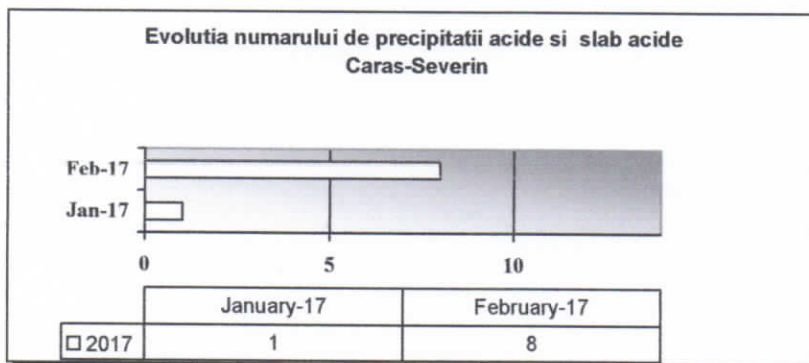 Evolutia numarului de precipitatii acide si slab acide
Caras-Severin
Feb-17
Jan-17
0 5 10
January-17 February-17
2017 1 8